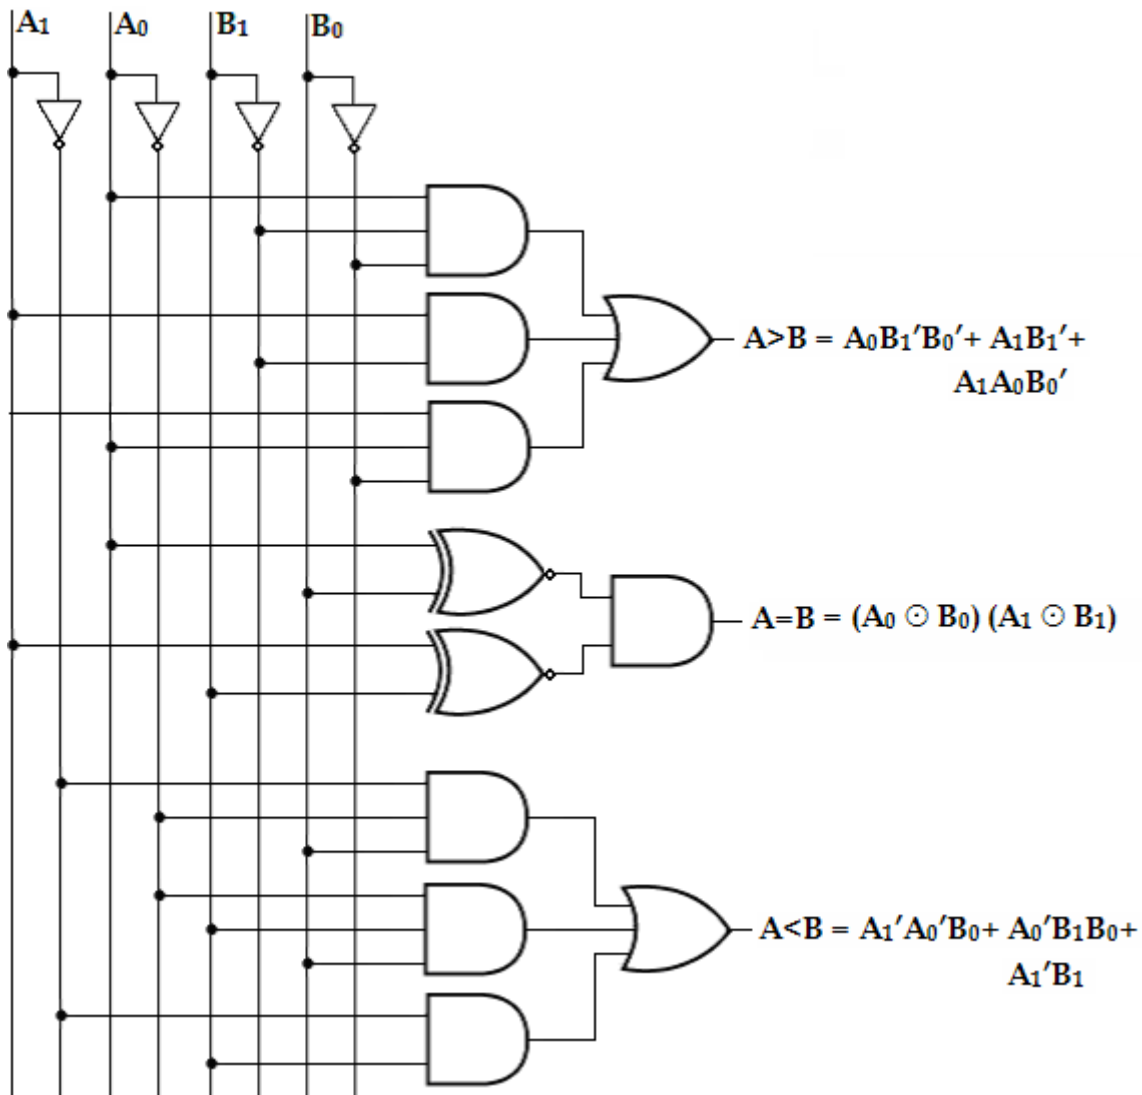 A₁ A₀ B₁ B₀
A>B = A₀B₁′B₀′+ A₁B₁′+
A₁A₀B₀′
A=B = (A₀ ⊙ B₀) (A₁ ⊙ B₁)
A<B = A₁′A₀′B₀+ A₀′B₁B₀+
A₁′B₁